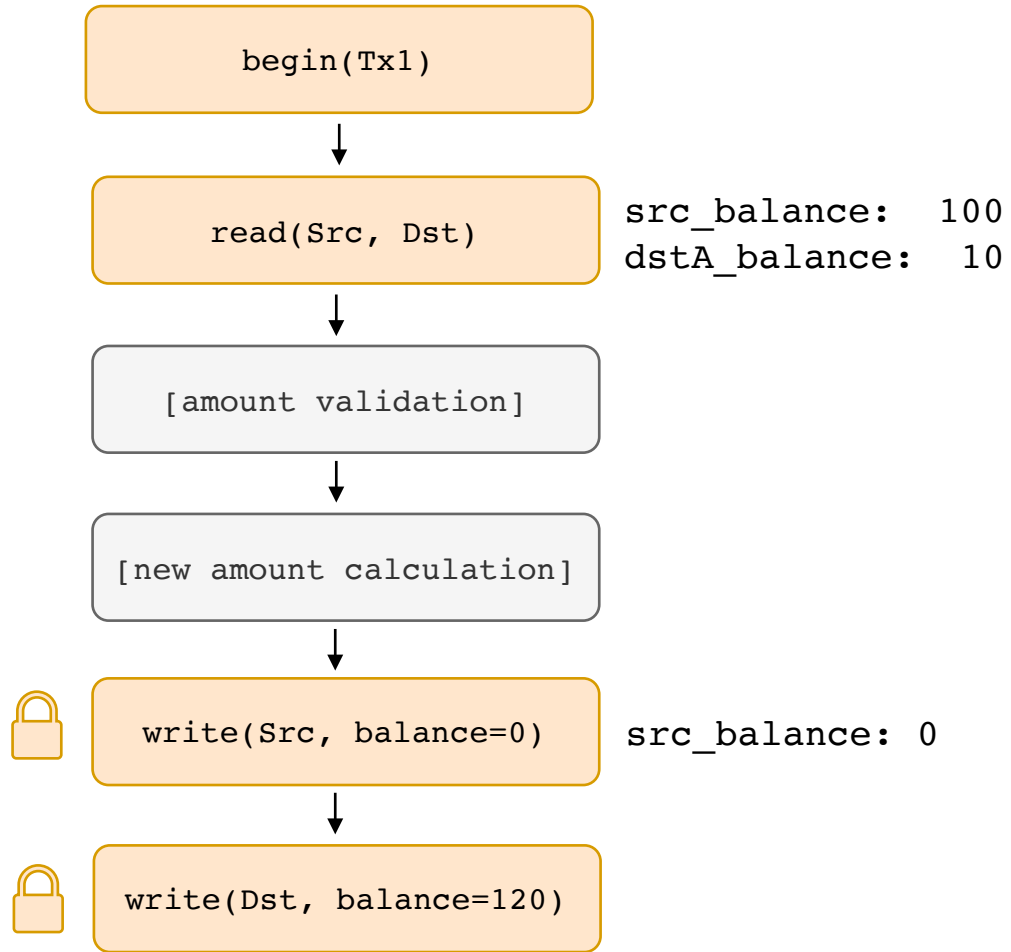 begin(Tx1)
read(Src, Dst)
src_balance: 100
dstA_balance: 10
[amount validation]
[new amount calculation]
write(Src, balance=0)
src_balance: 0
write(Dst, balance=120)